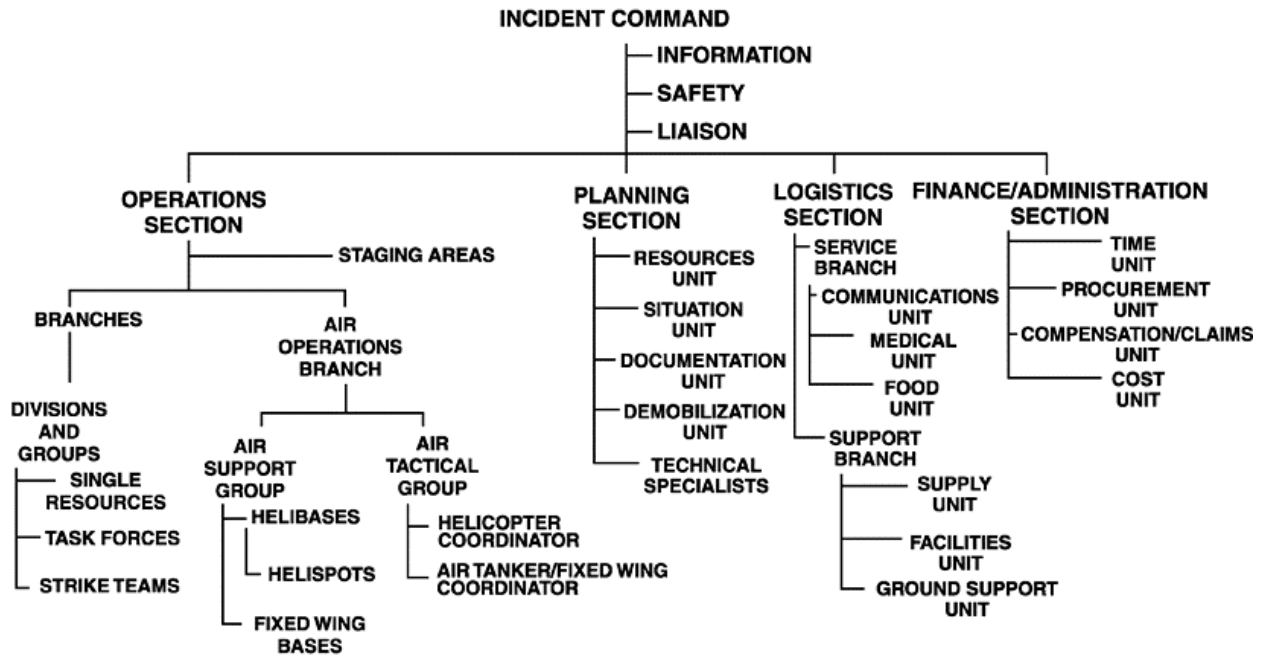 INCIDENT COMMAND
INFORMATION
SAFETY
LIAISON
OPERATIONS
SECTION
STAGING AREAS
BRANCHES
DIVISIONS
AND
GROUPS
SINGLE
RESOURCES
TASK FORCES
STRIKE TEAMS
AIR
OPERATIONS
BRANCH
AIR
SUPPORT
GROUP
HELIBASES
HELISPOTS
FIXED WING
BASES
AIR
TACTICAL
GROUP
HELICOPTER
COORDINATOR
AIR TANKER/FIXED WING
COORDINATOR
PLANNING
SECTION
RESOURCES
UNIT
SITUATION
UNIT
DOCUMENTATION
UNIT
DEMOBILIZATION
UNIT
TECHNICAL
SPECIALISTS
LOGISTICS
SECTION
SERVICE
BRANCH
COMMUNICATIONS
UNIT
MEDICAL
UNIT
FOOD
UNIT
SUPPORT
BRANCH
SUPPLY
UNIT
FACILITIES
UNIT
GROUND SUPPORT
UNIT
FINANCE/ADMINISTRATION
SECTION
TIME
UNIT
PROCUREMENT
UNIT
COMPENSATION/CLAIMS
UNIT
COST
UNIT